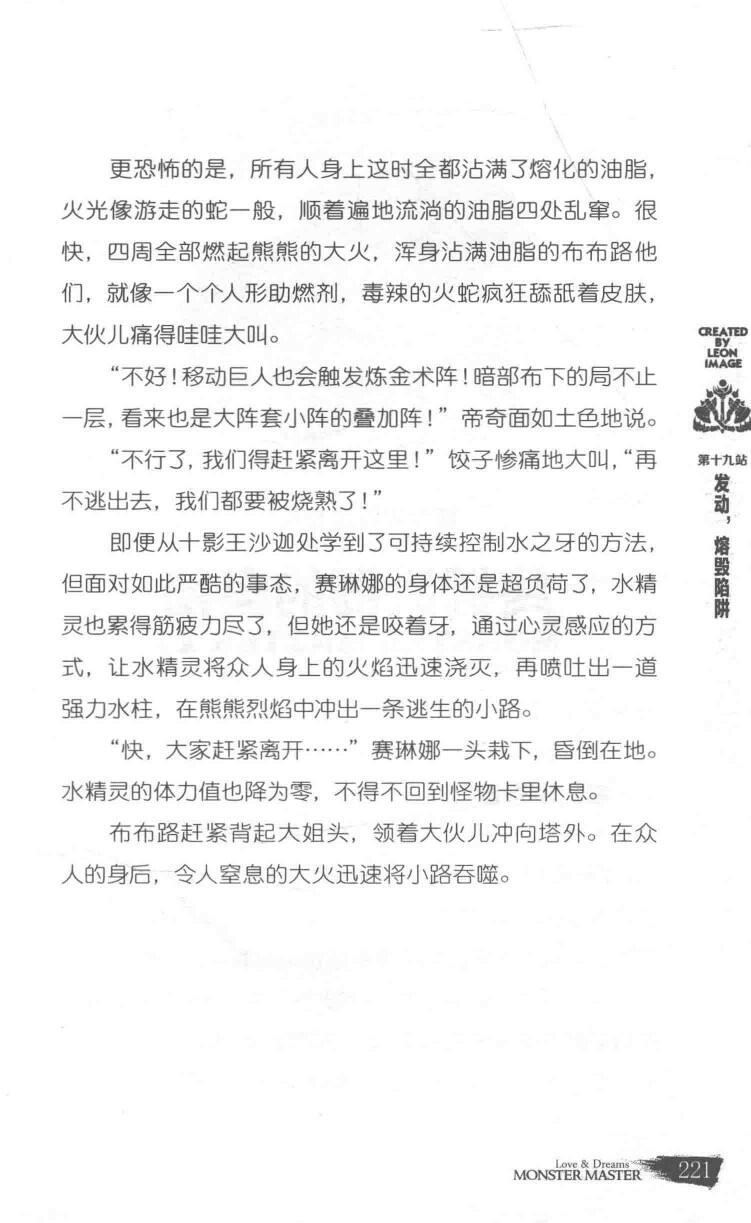 更恐怖的是，所有人身上这时全都沾满了熔化的油脂，
火光像游走的蛇一般，顺着遍地流淌的油脂四处乱窜。很
快，四周全部燃起熊熊的大火，浑身沾满油脂的布布路他
们，就像一个个人形助燃剂，毒辣的火蛇疯狂舔舐着皮肤，
大伙儿痛得哇哇大叫。
“不好！移动巨人也会触发炼金术阵！暗部布下的局不止
一层，看来也是大阵套小阵的叠加阵！”帝奇面如土色地说。
“不行了，我们得赶紧离开这里！”饺子惨痛地大叫，“再
不逃出去，我们都要被烧熟了！”
即便从十影王沙迦处学到了可持续控制水之牙的方法，
但面对如此严酷的事态，赛琳娜的身体还是超负荷了，水精
灵也累得筋疲力尽了，但她还是咬着牙，通过心灵感应的方
式，让水精灵将众人身上的火焰迅速浇灭，再喷吐出一道
强力水柱，在熊熊烈焰中冲出一条逃生的小路。
“快，大家赶紧离开……”赛琳娜一头栽下，昏倒在地。
水精灵的体力值也降为零，不得不回到怪物卡里休息。
布布路赶紧背起大姐头，领着大伙儿冲向塔外。在众
人的身后，令人窒息的大火迅速将小路吞噬。
CREATED
BY
LEON
IMAGE
第十九站
发动，熔毁陷阱
Love & Dreams
MONSTER MASTER
221